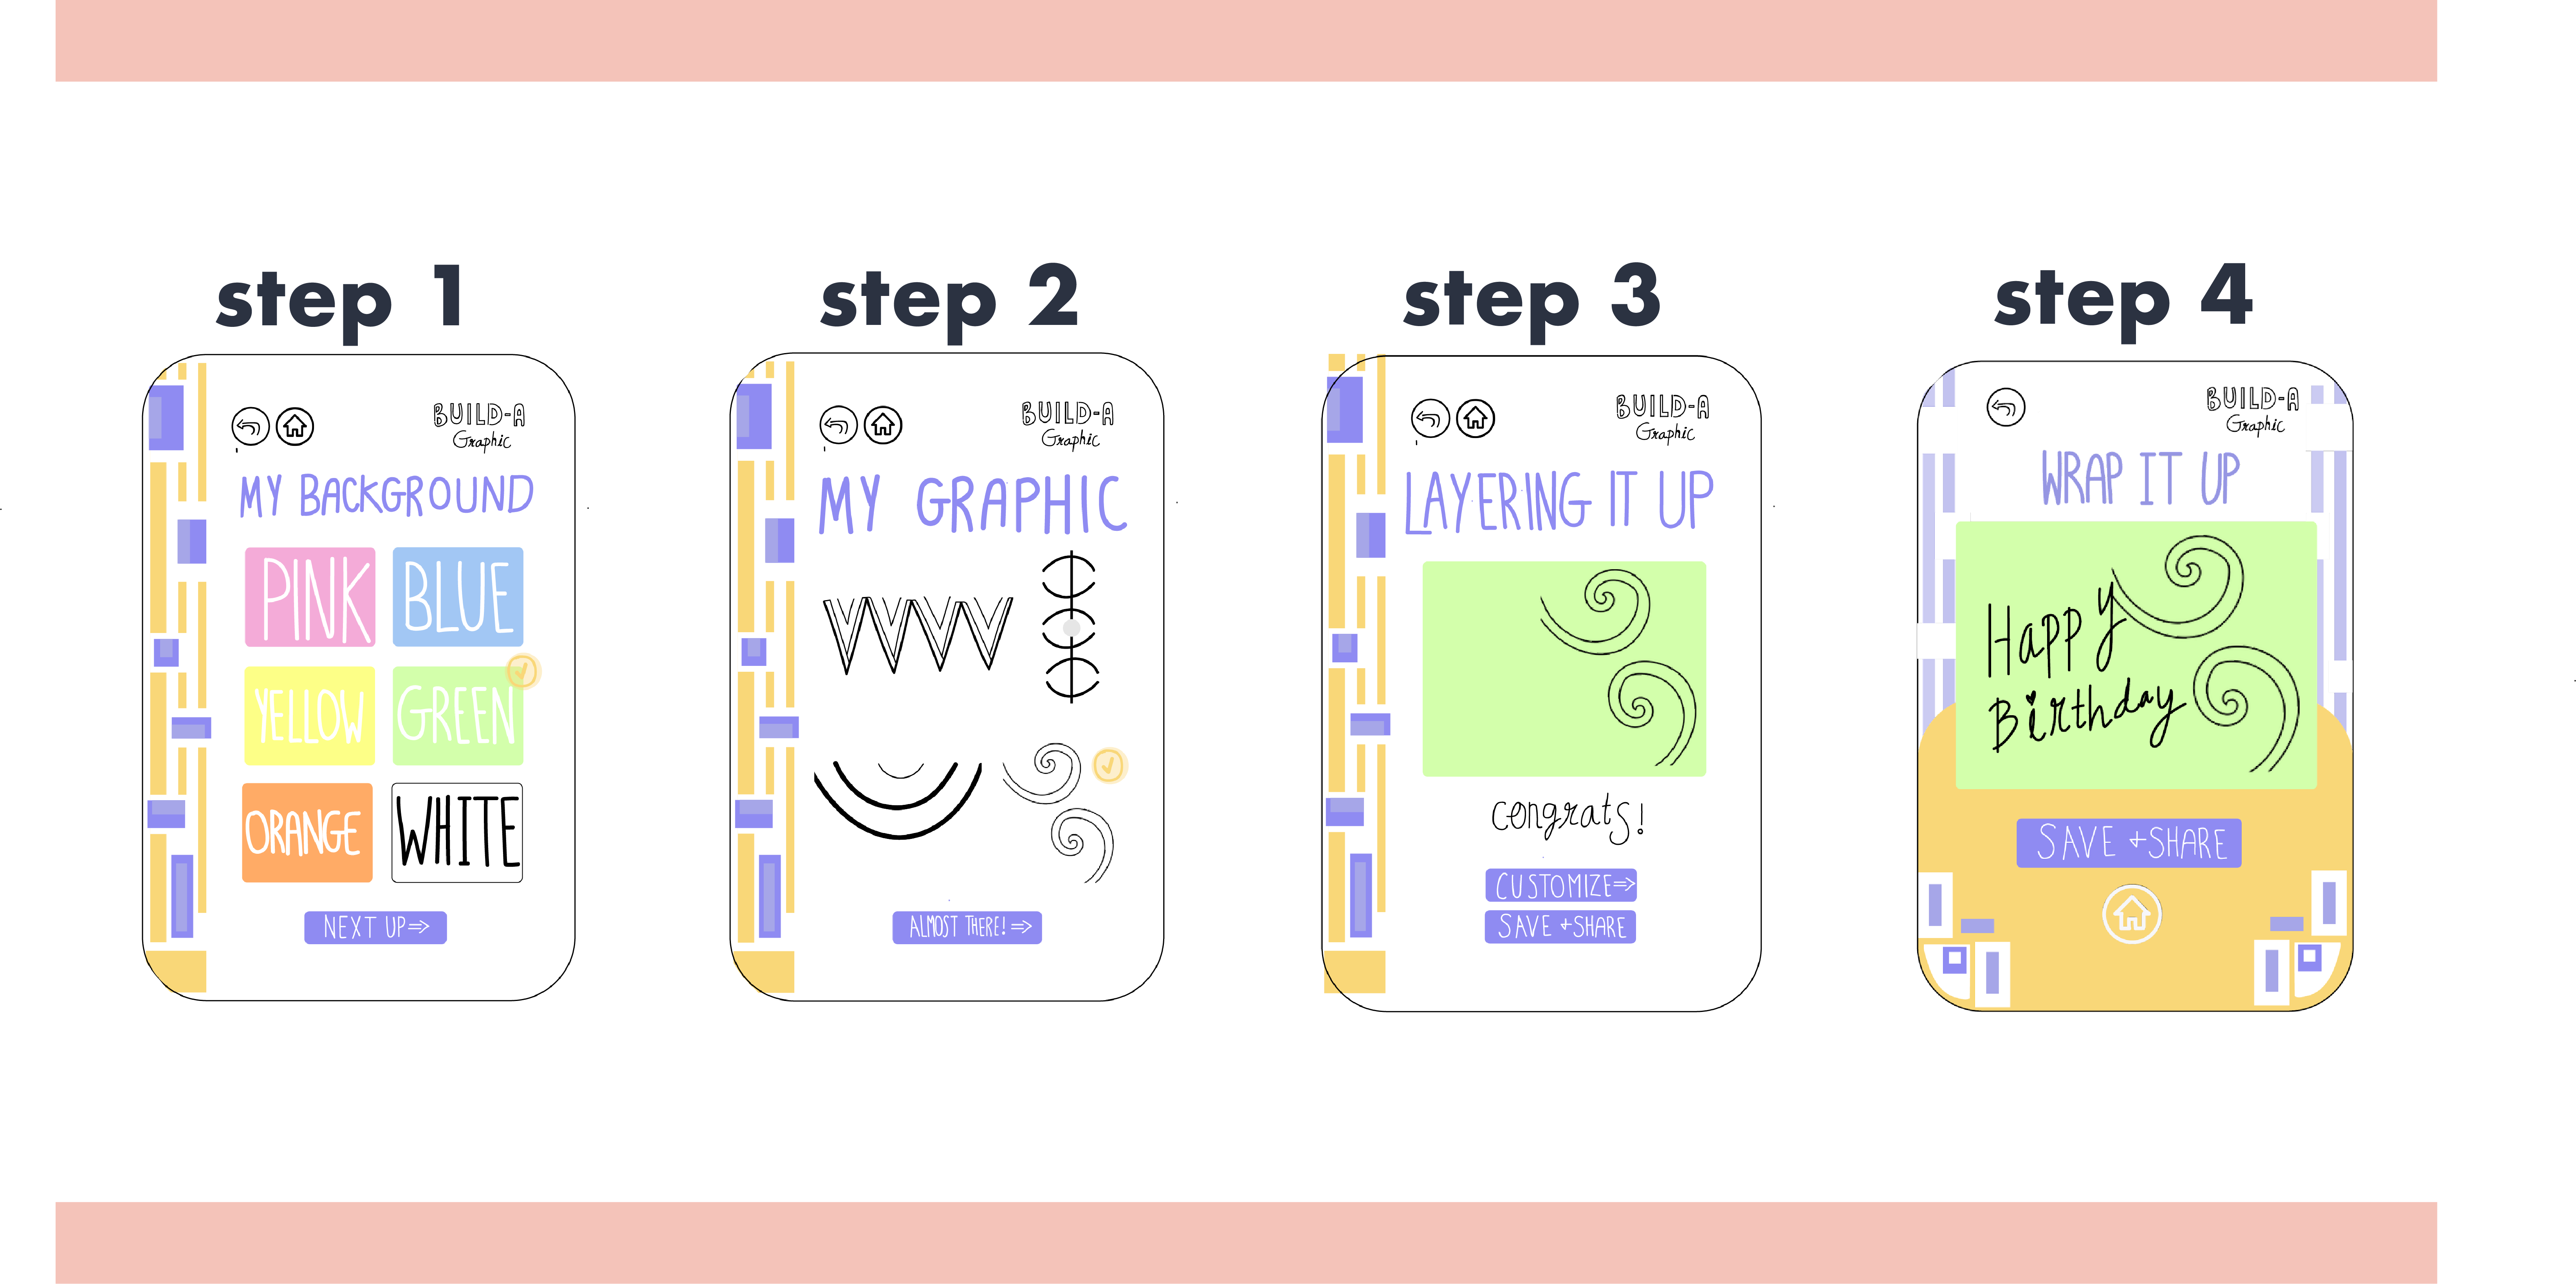 step 1
BUILD-A
Graphic
MY BACKGROUND
PINK
BLUE
YELLOW
GREEN
ORANGE
WHITE
NEXT UP⇒
step 2
BUILD-A
Graphic
MY GRAPHIC
ALMOST THERE! ⇒
step 3
BUILD-A
Graphic
LAYERING IT UP
congrats!
CUSTOMIZE⇒
SAVE +SHARE
step 4
BUILD-A
Graphic
WRAP IT UP
Happy
Birthday
SAVE +SHARE